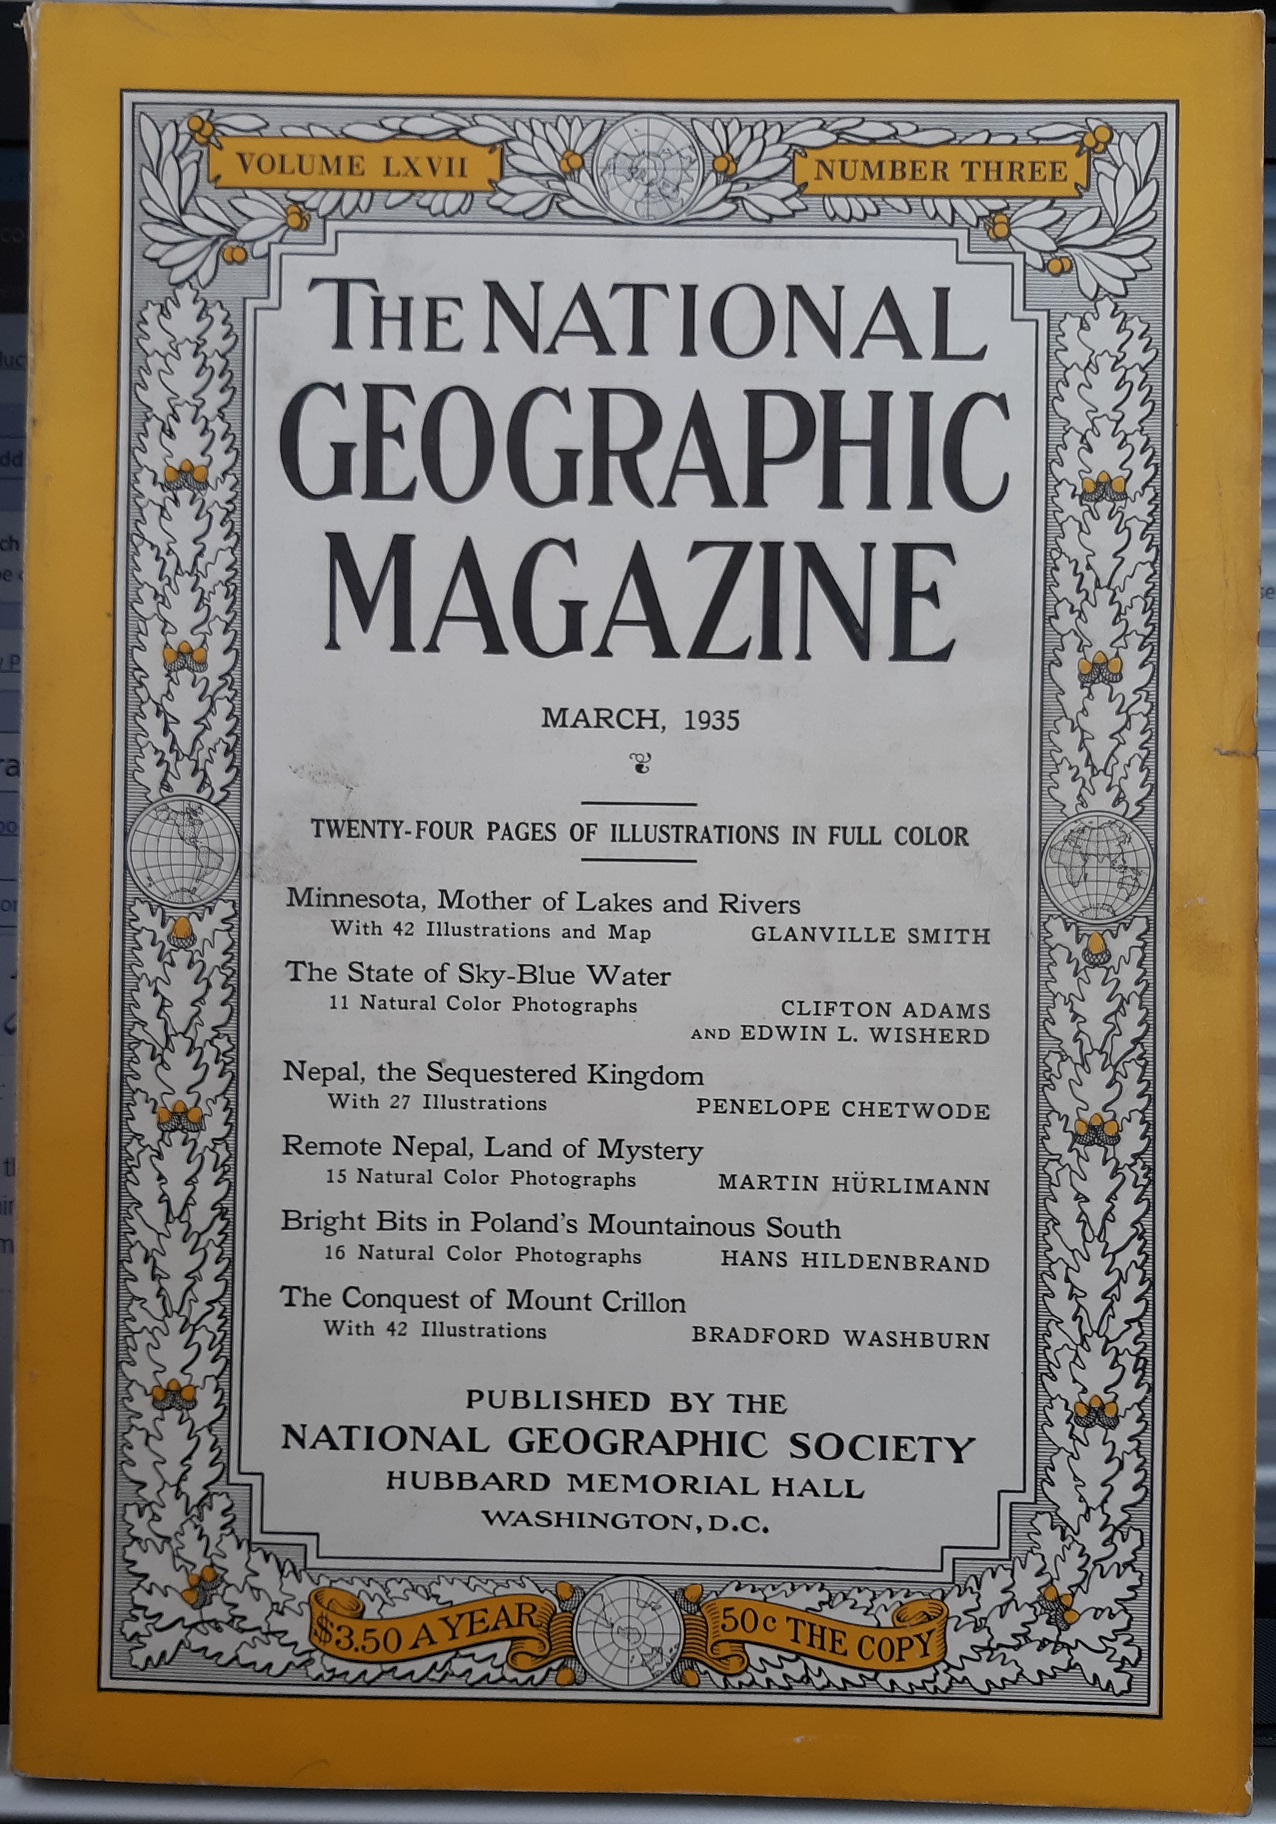 VOLUME LXVII
NUMBER THREE
THE NATIONAL
GEOGRAPHIC
MAGAZINE
MARCH, 1935
TWENTY-FOUR PAGES OF ILLUSTRATIONS IN FULL COLOR
Minnesota, Mother of Lakes and Rivers
With 42 Illustrations and Map GLANVILLE SMITH
The State of Sky-Blue Water
11 Natural Color Photographs CLIFTON ADAMS
AND EDWIN L. WISHERD
Nepal, the Sequestered Kingdom
With 27 Illustrations PENELOPE CHETWODE
Remote Nepal, Land of Mystery
15 Natural Color Photographs MARTIN HÜRLIMANN
Bright Bits in Poland's Mountainous South
16 Natural Color Photographs HANS HILDENBRAND
The Conquest of Mount Crillon
With 42 Illustrations BRADFORD WASHBURN
PUBLISHED BY THE
NATIONAL GEOGRAPHIC SOCIETY
HUBBARD MEMORIAL HALL
WASHINGTON, D.C.
$3.50 A YEAR
50c THE COPY